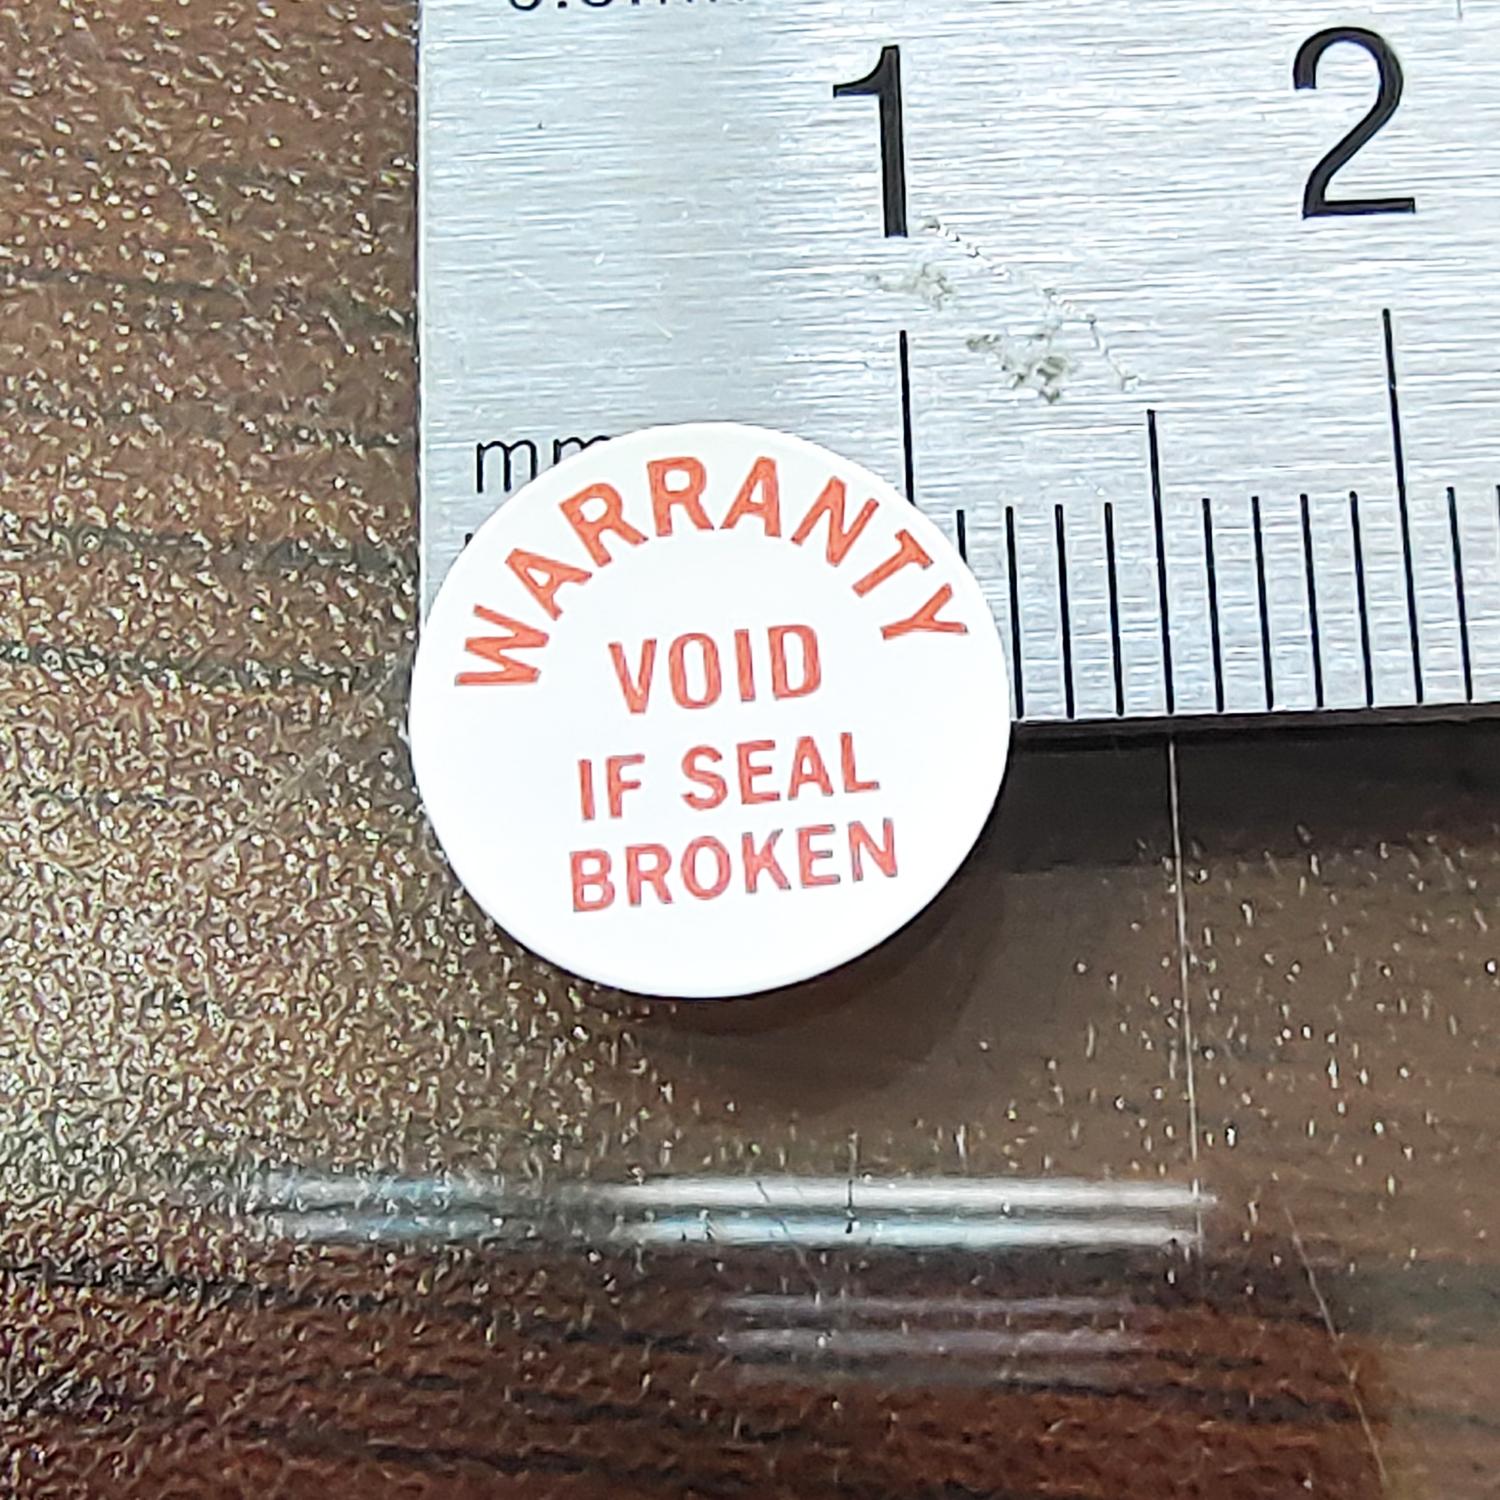 1 2
mm
WARRANTY
VOID
IF SEAL
BROKEN